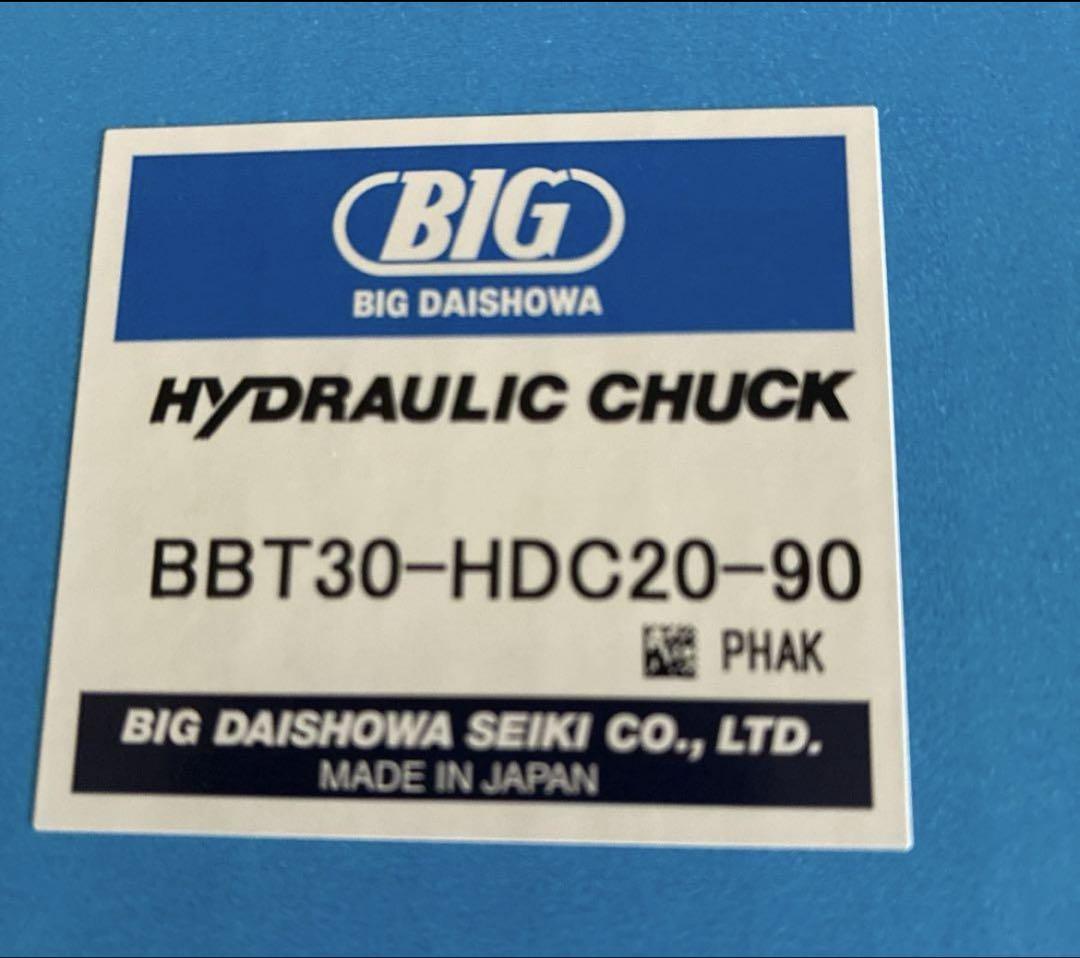 BIG
BIG DAISHOWA
HYDRAULIC CHUCK
BBT30-HDC20-90
PHAK
BIG DAISHOWA SEIKI CO., LTD.
MADE IN JAPAN